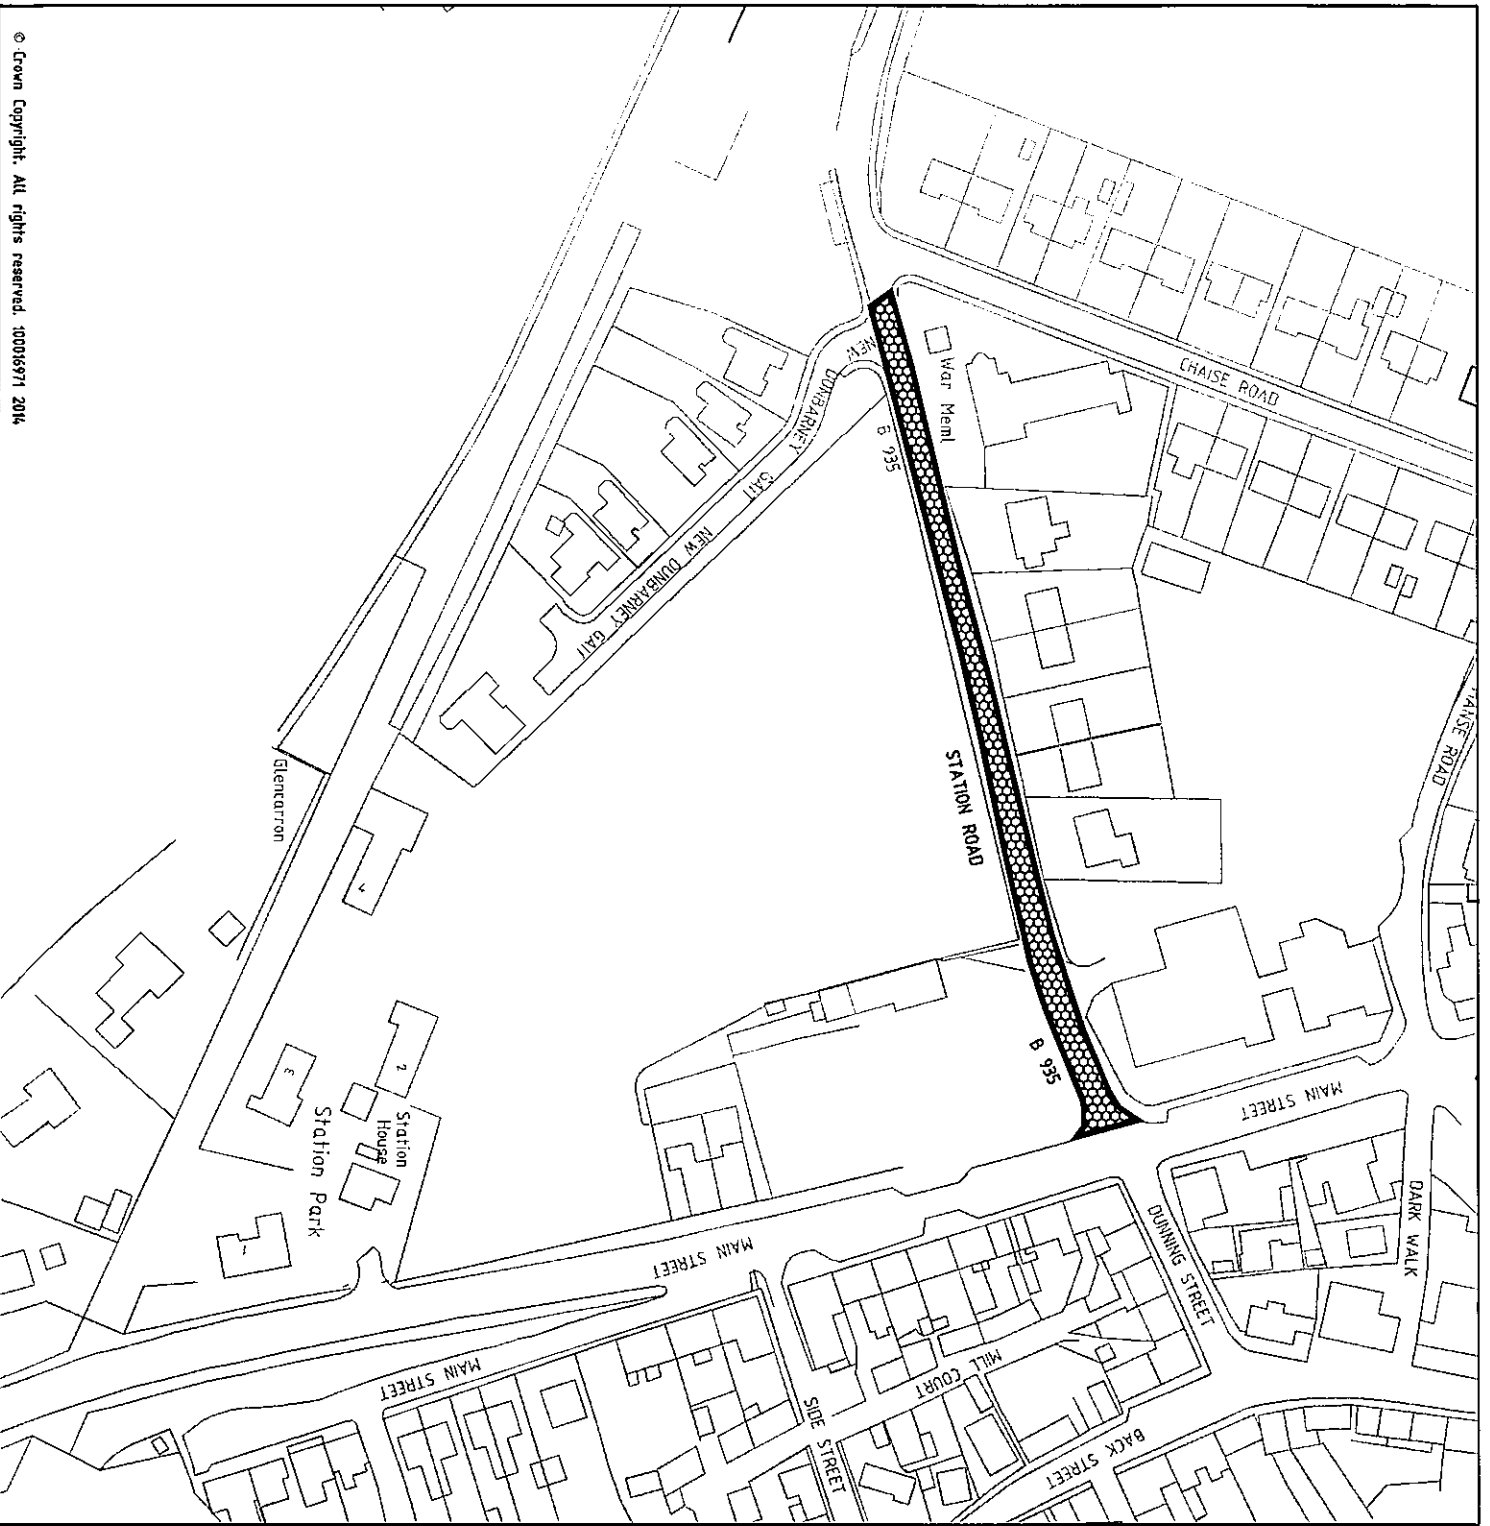 © Crown Copyright. All rights reserved. 100016971 2014
CHAISE ROAD
War Meml
NEW DUNBARNEY GAIT
NEW DUNBARNEY GAIT
B 935
STATION ROAD
B 935
ROAD
Glencarron
4
2
3
1
Station
House
Station Park
MAIN STREET
DARK WALK
DUNNING STREET
MAIN STREET
MAIN STREET
MILL COURT
SIDE STREET
BACK STREET